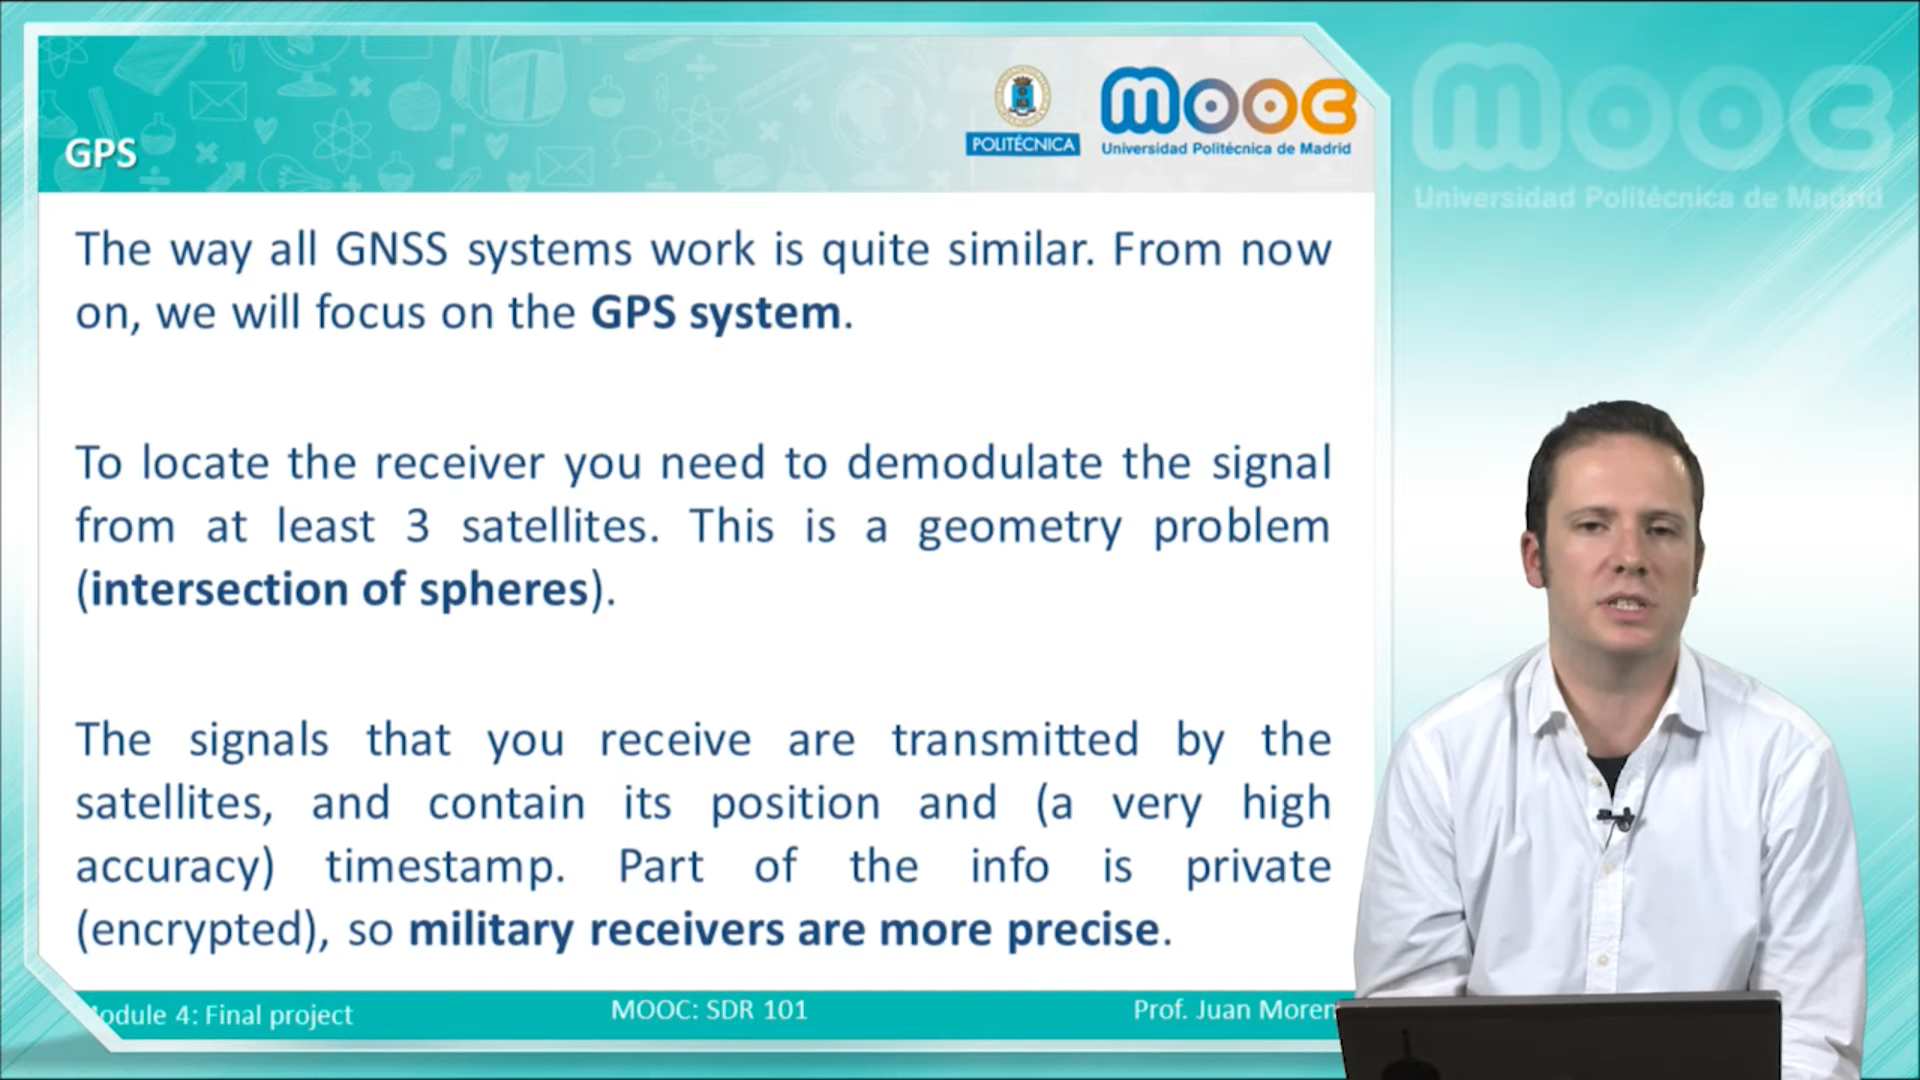 GPS
POLITÉCNICA
mooc
Universidad Politécnica de Madrid
mooc
Universidad Politécnica de Madrid
The way all GNSS systems work is quite similar. From now
on, we will focus on the GPS system.
To locate the receiver you need to demodulate the signal
from at least 3 satellites. This is a geometry problem
(intersection of spheres).
The signals that you receive are transmitted by the
satellites, and contain its position and (a very high
accuracy) timestamp. Part of the info is private
(encrypted), so military receivers are more precise.
Module 4: Final project
MOOC: SDR 101
Prof. Juan Moren